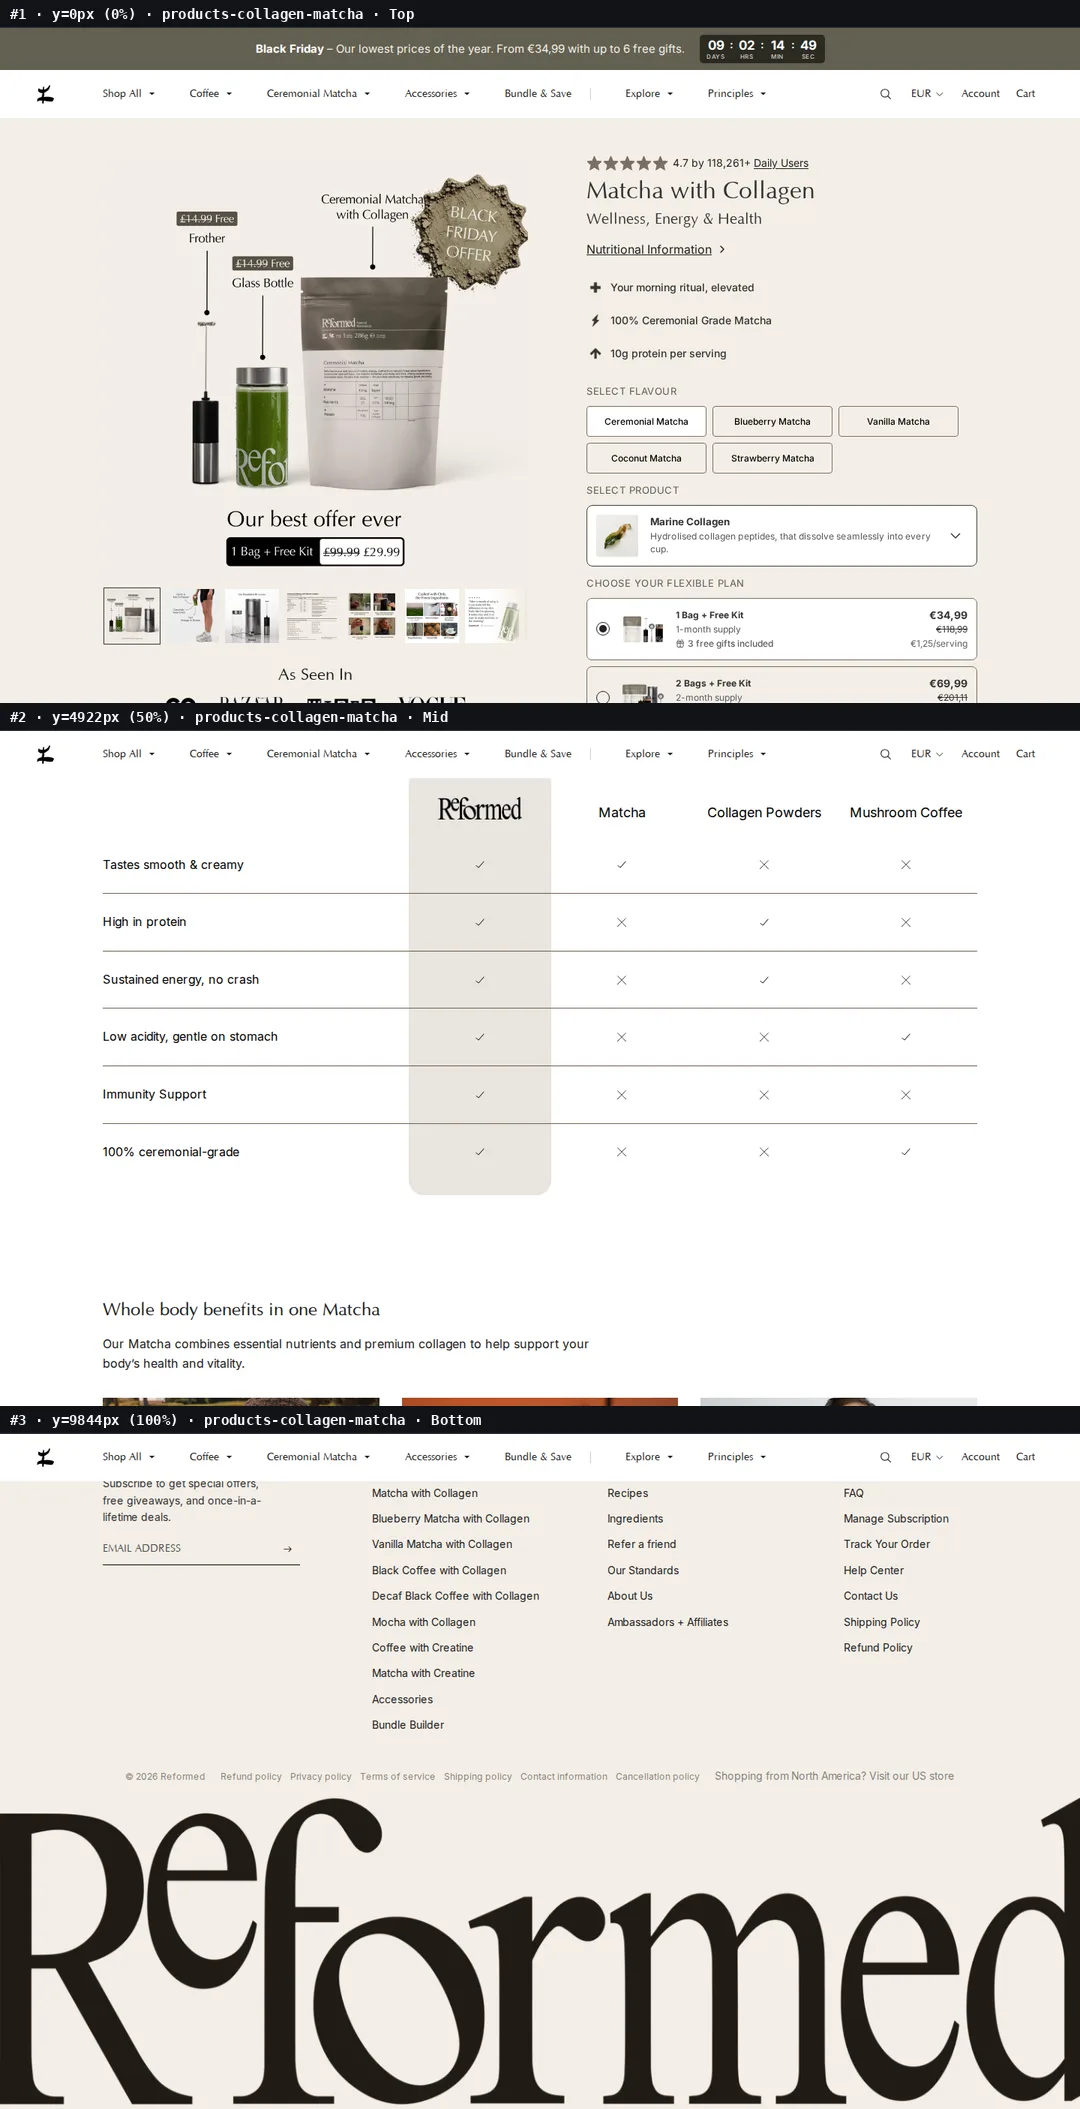 #1 · y=0px (0%) · products-collagen-matcha · Top
Black Friday – Our lowest prices of the year. From €34,99 with up to 6 free gifts.
09 : 02 : 14 : 49
DAYS HRS MIN SEC
Shop All Coffee Ceremonial Matcha Accessories Bundle & Save Explore Principles EUR Account Cart
£14.99 Free
Frother
£14.99 Free
Glass Bottle
Ceremonial Matcha
with Collagen
BLACK
FRIDAY
OFFER
Reformed
Ceremonial Matcha
Refo
Our best offer ever
1 Bag + Free Kit £99.99 £29.99
As Seen In
BAZAAR
VOGUE
4.7 by 118,261+ Daily Users
Matcha with Collagen
Wellness, Energy & Health
Nutritional Information
Your morning ritual, elevated
100% Ceremonial Grade Matcha
10g protein per serving
SELECT FLAVOUR
Ceremonial Matcha Blueberry Matcha Vanilla Matcha
Coconut Matcha Strawberry Matcha
SELECT PRODUCT
Marine Collagen
Hydrolised collagen peptides, that dissolve seamlessly into every
cup.
CHOOSE YOUR FLEXIBLE PLAN
1 Bag + Free Kit €34,99
1-month supply €118,99
3 free gifts included €1,25/serving
2 Bags + Free Kit €69,99
2-month supply €201,11
#2 · y=4922px (50%) · products-collagen-matcha · Mid
Shop All Coffee Ceremonial Matcha Accessories Bundle & Save Explore Principles EUR Account Cart
Reformed Matcha Collagen Powders Mushroom Coffee
Tastes smooth & creamy
High in protein
Sustained energy, no crash
Low acidity, gentle on stomach
Immunity Support
100% ceremonial-grade
Whole body benefits in one Matcha
Our Matcha combines essential nutrients and premium collagen to help support your
body's health and vitality.
#3 · y=9844px (100%) · products-collagen-matcha · Bottom
Shop All Coffee Ceremonial Matcha Accessories Bundle & Save Explore Principles EUR Account Cart
Subscribe to get special offers,
free giveaways, and once-in-a-
lifetime deals.
EMAIL ADDRESS
Matcha with Collagen
Blueberry Matcha with Collagen
Vanilla Matcha with Collagen
Black Coffee with Collagen
Decaf Black Coffee with Collagen
Mocha with Collagen
Coffee with Creatine
Matcha with Creatine
Accessories
Bundle Builder
Recipes
Ingredients
Refer a friend
Our Standards
About Us
Ambassadors + Affiliates
FAQ
Manage Subscription
Track Your Order
Help Center
Contact Us
Shipping Policy
Refund Policy
© 2026 Reformed Refund policy Privacy policy Terms of service Shipping policy Contact information Cancellation policy Shopping from North America? Visit our US store
Reformed